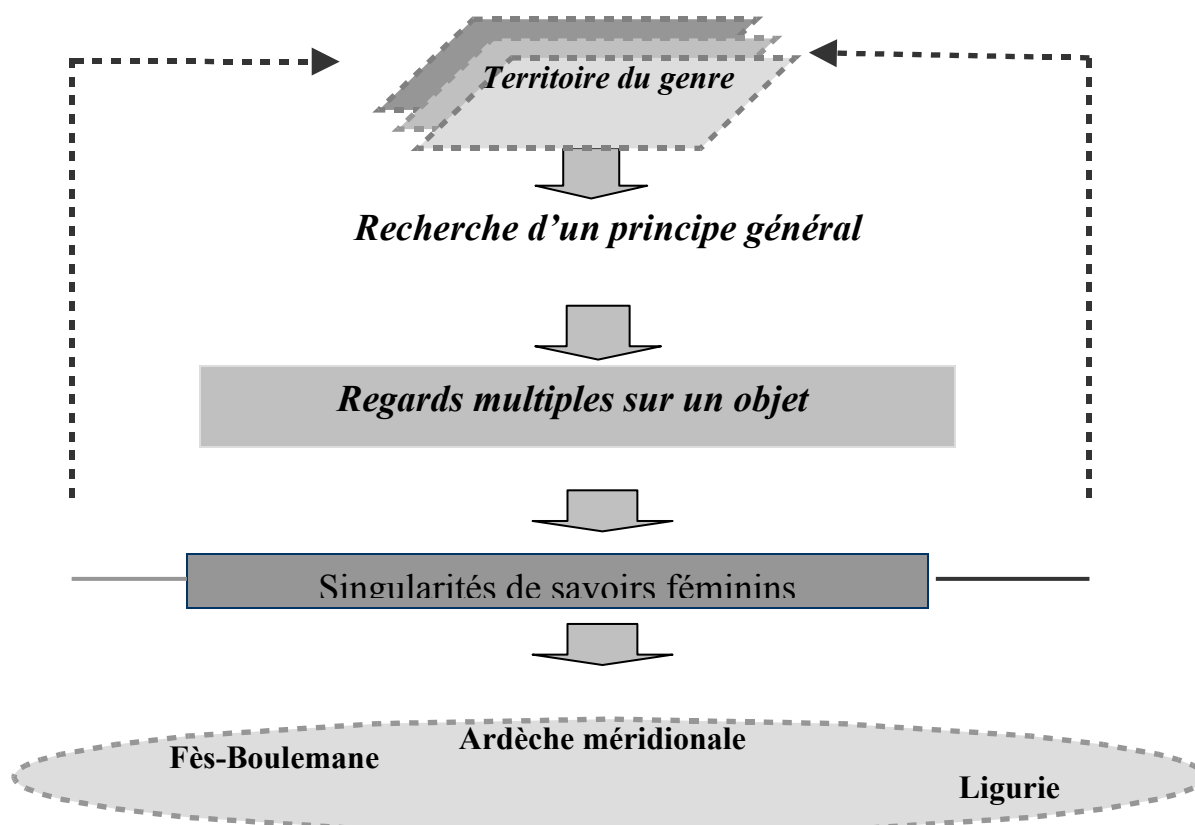 Territoire du genre
Recherche d’un principe général
Regards multiples sur un objet
Singularités de savoirs féminins
Ardèche méridionale
Fès-Boulemane
Ligurie